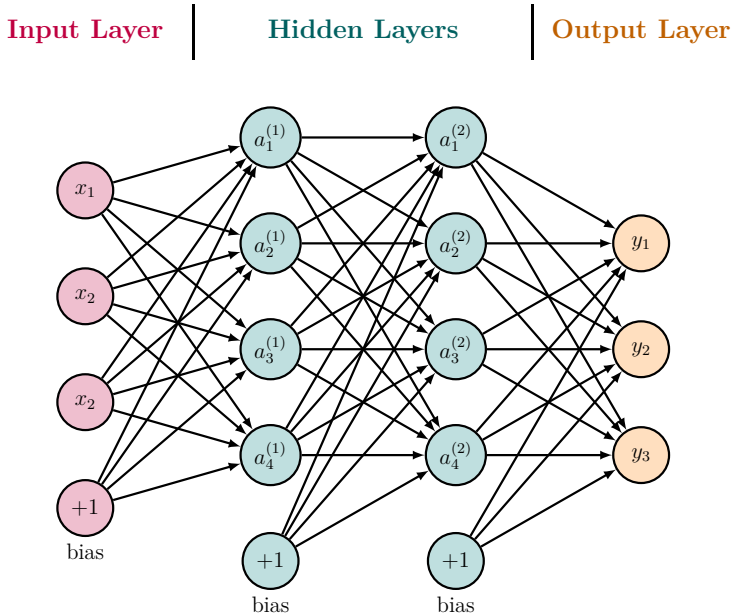 Input Layer
Hidden Layers
Output Layer
x₁
x₂
x₂
+1
bias
a₁⁽¹⁾
a₂⁽¹⁾
a₃⁽¹⁾
a₄⁽¹⁾
+1
bias
a₁⁽²⁾
a₂⁽²⁾
a₃⁽²⁾
a₄⁽²⁾
+1
bias
y₁
y₂
y₃